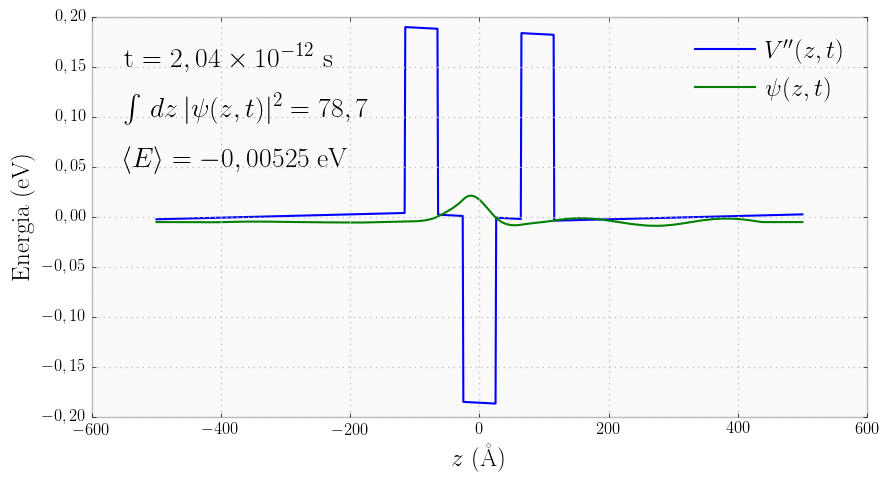 0,20
0,15
0,10
0,05
0,00
−0,05
−0,10
−0,15
−0,20
Energia (eV)
t = 2,04 × 10⁻¹² s
∫ dz |ψ(z, t)|² = 78,7
⟨E⟩ = −0,00525 eV
V′′(z, t)
ψ(z, t)
−600
−400
−200
0
200
400
600
z (Å)